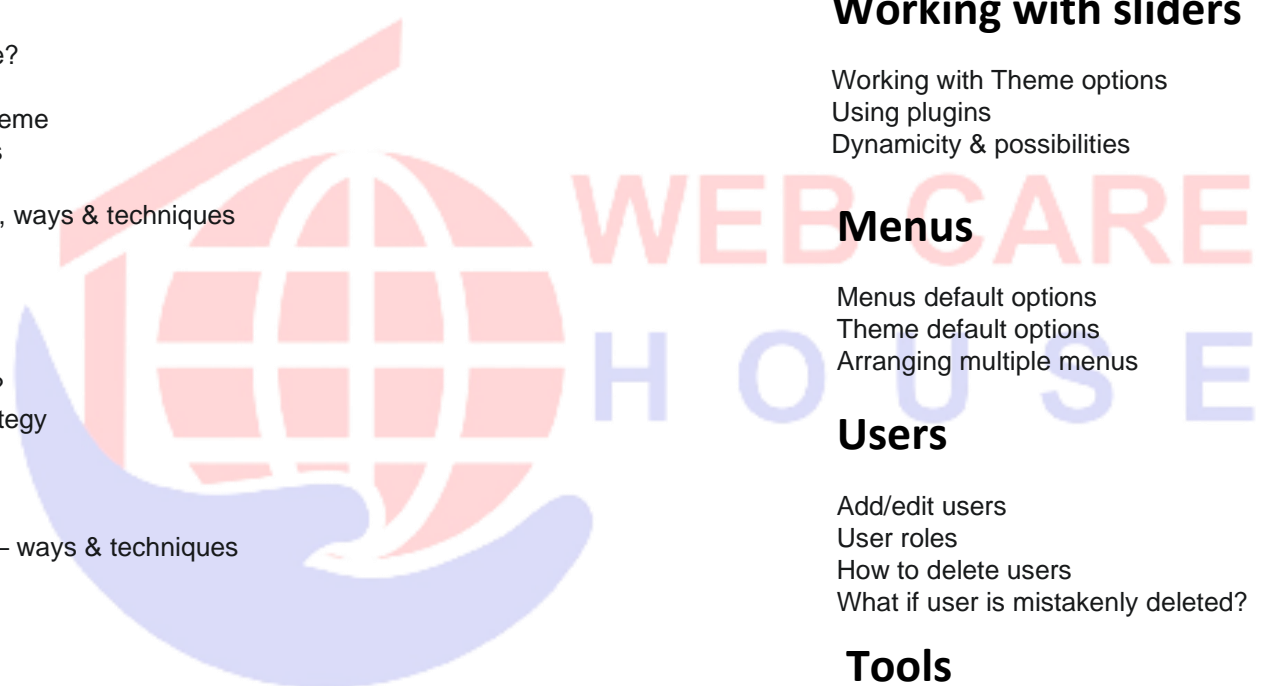 e?
eme
s
, ways & techniques
?
tegy
– ways & techniques
WEB CARE
HOUSE
Working with sliders
Working with Theme options
Using plugins
Dynamicity & possibilities
Menus
Menus default options
Theme default options
Arranging multiple menus
Users
Add/edit users
User roles
How to delete users
What if user is mistakenly deleted?
Tools